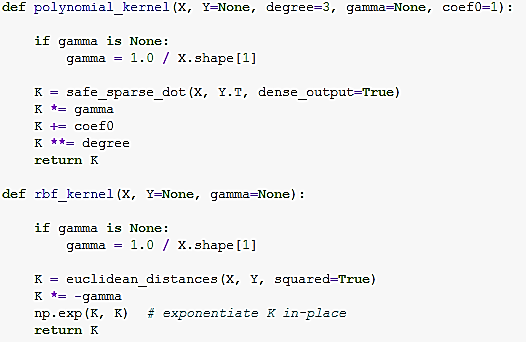 def polynomial_kernel(X, Y=None, degree=3, gamma=None, coef0=1):
if gamma is None:
gamma = 1.0 / X.shape[1]
K = safe_sparse_dot(X, Y.T, dense_output=True)
K *= gamma
K += coef0
K **= degree
return K
def rbf_kernel(X, Y=None, gamma=None):
if gamma is None:
gamma = 1.0 / X.shape[1]
K = euclidean_distances(X, Y, squared=True)
K *= -gamma
np.exp(K, K)  # exponentiate K in-place
return K